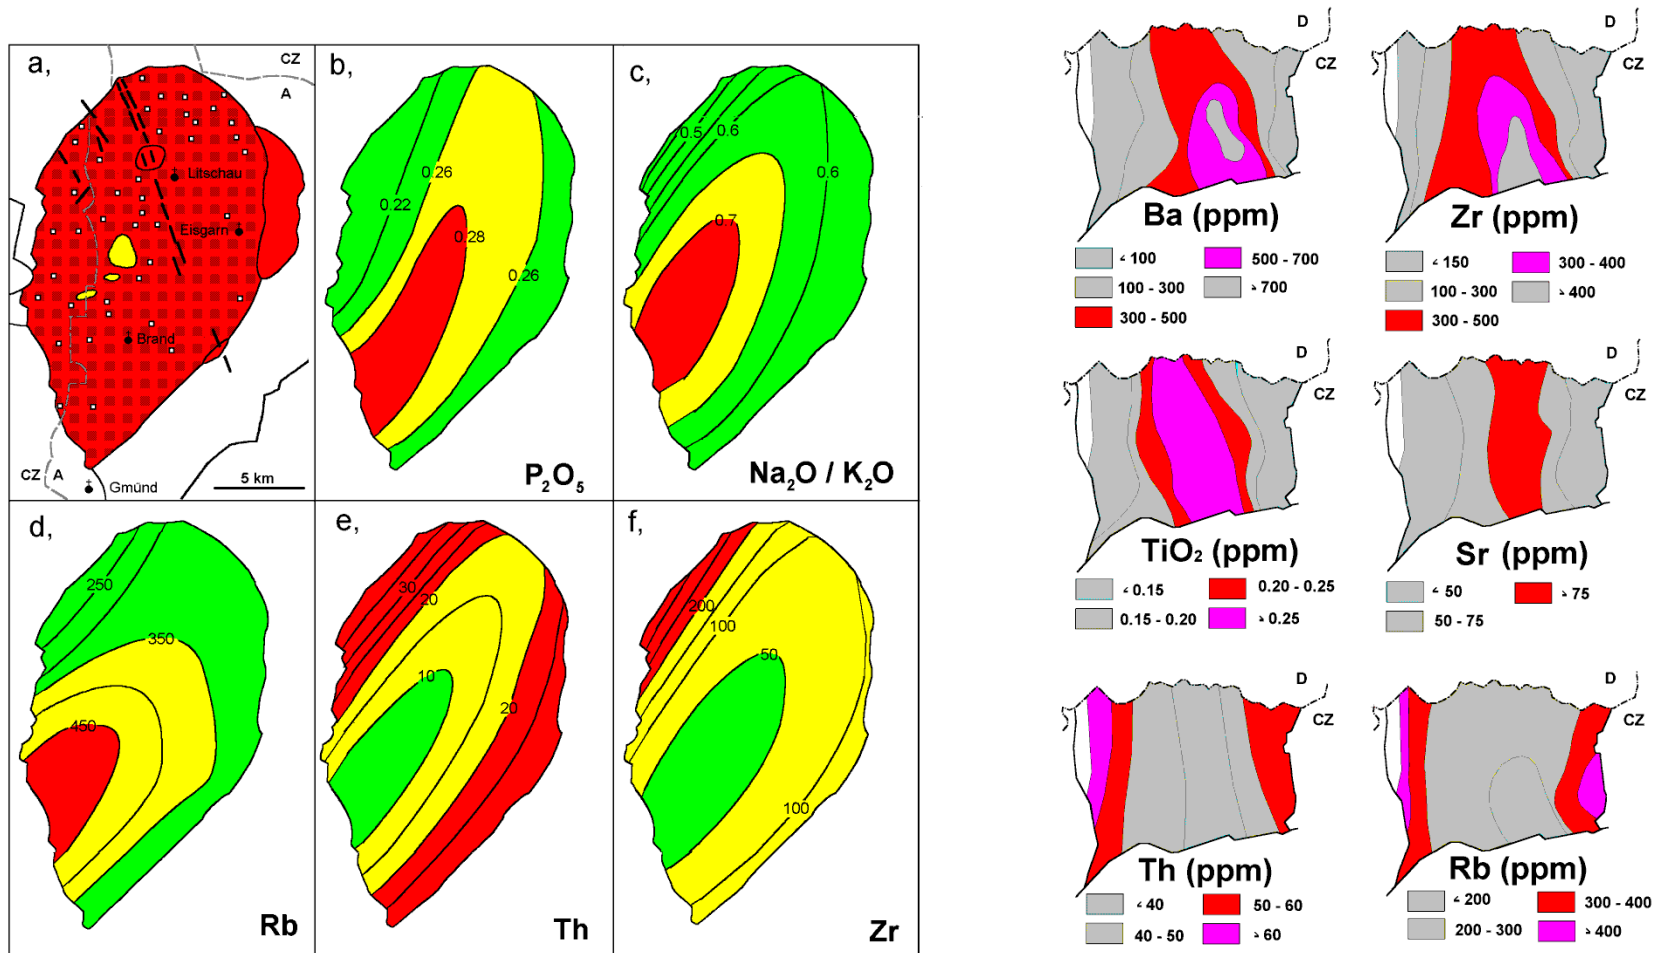 a,
CZ
A
Litschau
Eisgarn
Brand
CZ
A
Gmünd
5 km
b,
0.26
0.22
0.28
0.26
P₂O₅
c,
0.5
0.6
0.6
0.7
Na₂O / K₂O
d,
250
350
450
Rb
e,
30
20
10
20
Th
f,
200
100
50
100
Zr
D
CZ
Ba (ppm)
< 100
500 - 700
100 - 300
> 700
300 - 500
D
CZ
Zr (ppm)
< 150
300 - 400
100 - 300
> 400
300 - 500
D
CZ
TiO₂ (ppm)
< 0.15
0.20 - 0.25
0.15 - 0.20
> 0.25
D
CZ
Sr (ppm)
< 50
> 75
50 - 75
D
CZ
Th (ppm)
< 40
50 - 60
40 - 50
> 60
D
CZ
Rb (ppm)
< 200
300 - 400
200 - 300
> 400